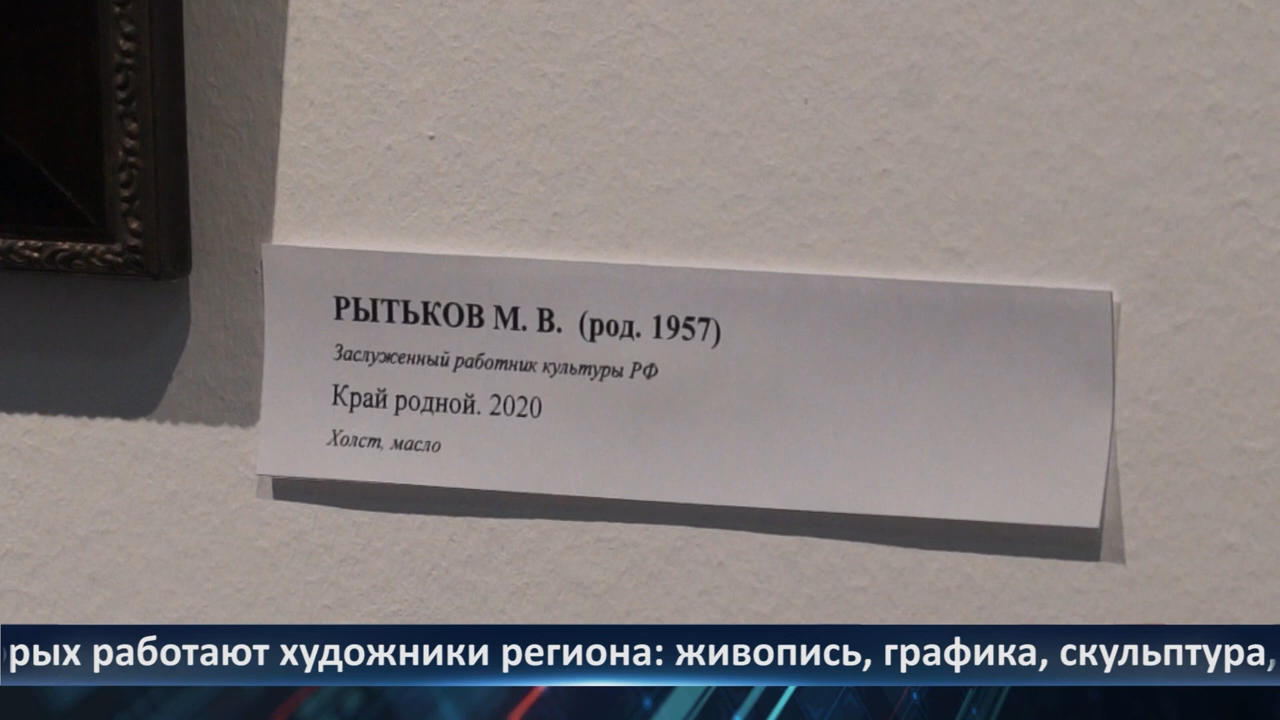 РЫТЬКОВ М. В. (род. 1957)
Заслуженный работник культуры РФ
Край родной. 2020
Холст, масло
рых работают художники региона: живопись, графика, скульптура,